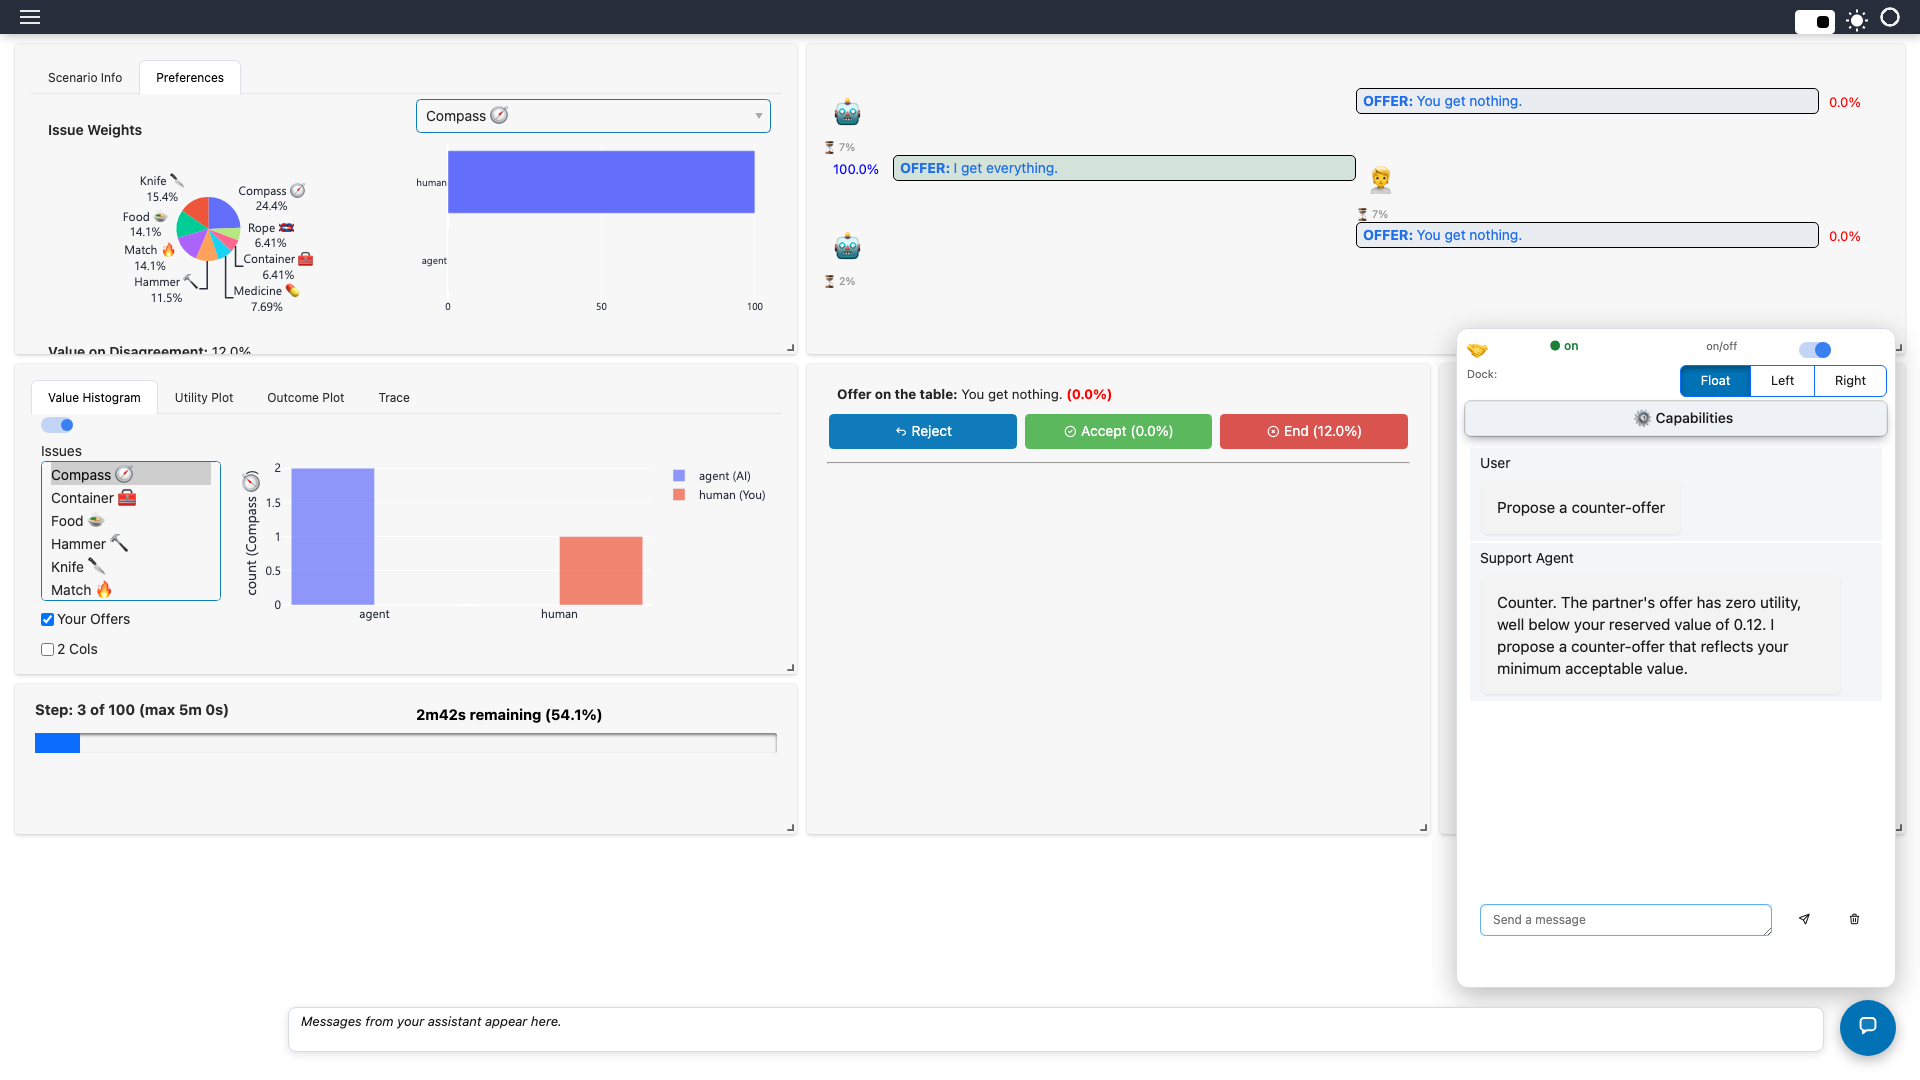 Scenario Info
Preferences
Issue Weights
Compass 🧭
Knife 🔪
15.4%
Compass 🧭
24.4%
Food 🥗
14.1%
Rope 🪢
6.41%
Match 🔥
14.1%
Container 🧰
6.41%
Hammer 🔨
11.5%
Medicine 💊
7.69%
human
agent
0
50
100
Value on Disagreement: 12.0%
OFFER: You get nothing.
0.0%
⏳ 7%
100.0%
OFFER: I get everything.
⏳ 7%
OFFER: You get nothing.
0.0%
⏳ 2%
Value Histogram
Utility Plot
Outcome Plot
Trace
Issues
Compass 🧭
Container 🧰
Food 🥗
Hammer 🔨
Knife 🔪
Match 🔥
Your Offers
2 Cols
count (Compass 🧭)
2
1.5
1
0.5
0
agent
human
agent (AI)
human (You)
Step: 3 of 100 (max 5m 0s)
2m42s remaining (54.1%)
Offer on the table: You get nothing. (0.0%)
Reject
Accept (0.0%)
End (12.0%)
on
on/off
Dock:
Float
Left
Right
⚙️ Capabilities
User
Propose a counter-offer
Support Agent
Counter. The partner's offer has zero utility,
well below your reserved value of 0.12. I
propose a counter-offer that reflects your
minimum acceptable value.
Send a message
Messages from your assistant appear here.